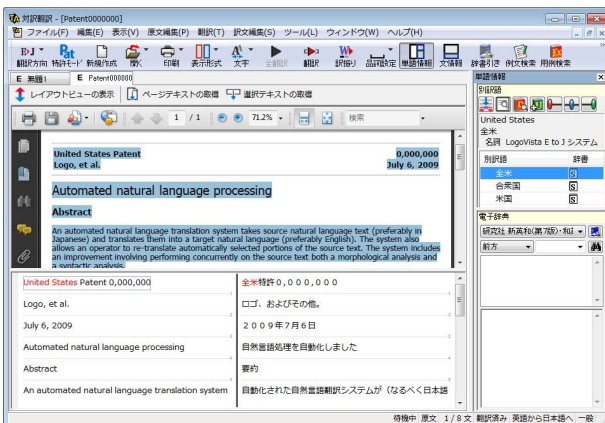 対訳翻訳 - [Patent0000000]
ファイル(F) 編集(E) 表示(V) 原文編集(P) 翻訳(T) 訳文編集(S) ツール(L) ウィンドウ(W) ヘルプ(H)
翻訳方向 特許モード 新規作成 開く 印刷 表示形式 文字 全翻訳 翻訳 訳振り 品詞設定 単語情報 文情報 辞書引き 例文検索 用例検索
E 無題1 E Patent0000000
レイアウトビューの表示 ページテキストの取得 選択テキストの取得
1 / 1 71.2% 検索
United States Patent 0,000,000
Logo, et al. July 6, 2009
Automated natural language processing
Abstract
An automated natural language translation system takes source natural language text (preferably in
Japanese) and translates them into a target natural language (preferably English). The system also
allows an operator to re-translate automatically selected portions of the source text. The system includes
an improvement involving performing concurrently on the source text both a morphological analysis and
a syntactic analysis.
United States Patent 0,000,000 全米特許0,000,000
Logo, et al. ロゴ、およびその他。
July 6, 2009 2009年7月6日
Automated natural language processing 自然言語処理を自動化しました
Abstract 要約
An automated natural language translation system 自動化された自然言語翻訳システムが（なるべく日本語
単語情報
別訳語
United States
全米
名詞 LogoVista E to J システム
別訳語 辞書
全米 S
合衆国 S
米国 S
電子辞典
研究社 新英和(第7版)・和
前方
待機中 原文 1 / 8 文 翻訳済み 英語から日本語へ 一般